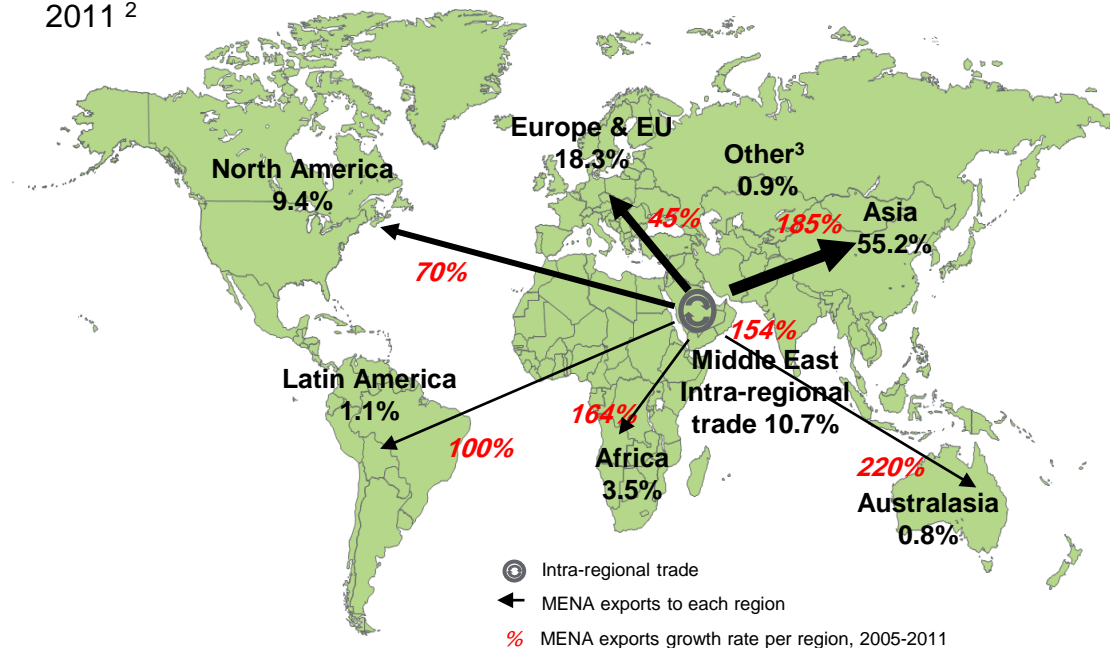 2011 ²
Europe & EU
18.3%
Other³
0.9%
North America
9.4%
45%
185%
Asia
55.2%
70%
154%
Middle East
Intra-regional
trade 10.7%
Latin America
1.1%
164%
100%
Africa
3.5%
220%
Australasia
0.8%
Intra-regional trade
MENA exports to each region
% MENA exports growth rate per region, 2005-2011